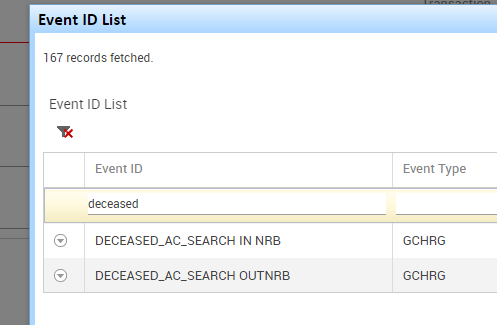 Transaction
Event ID List
167 records fetched.
Event ID List
Event ID Event Type
deceased
DECEASED_AC_SEARCH IN NRB GCHRG
DECEASED_AC_SEARCH OUTNRB GCHRG